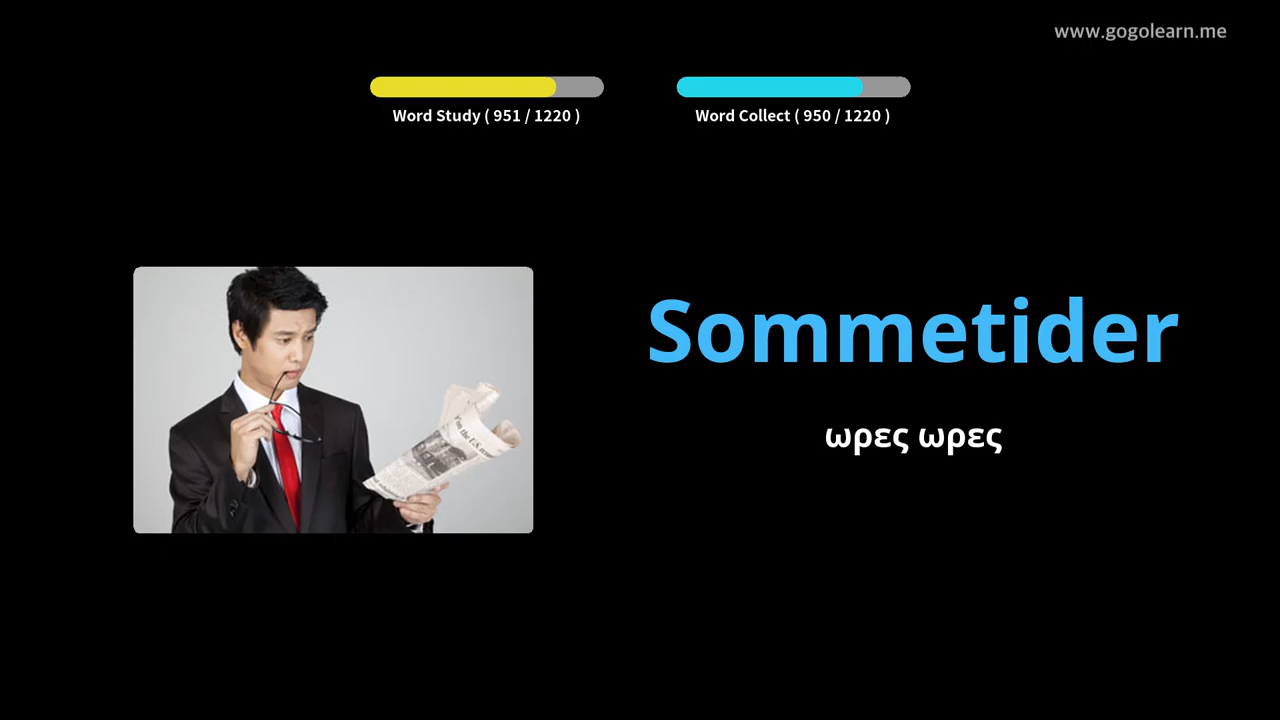 www.gogolearn.me
Word Study ( 951 / 1220 )
Word Collect ( 950 / 1220 )
Sommetider
ωρες ωρες